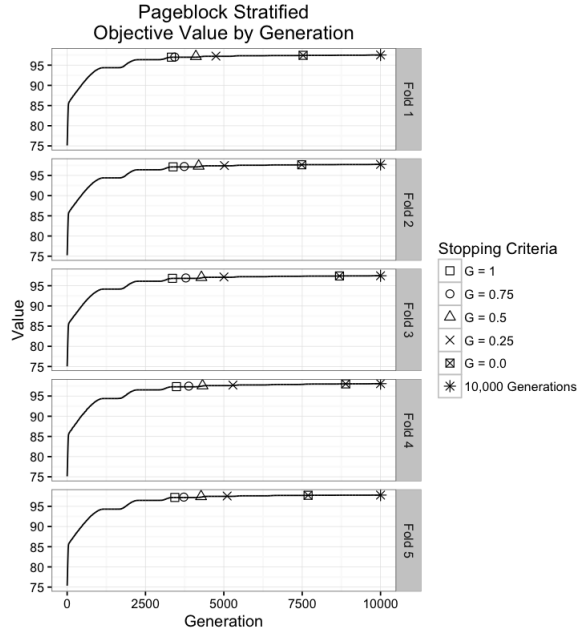 Pageblock Stratified
Objective Value by Generation
Value
95
90
85
80
75
Fold 1
95
90
85
80
75
Fold 2
95
90
85
80
75
Fold 3
95
90
85
80
75
Fold 4
95
90
85
80
75
Fold 5
0 2500 5000 7500 10000
Generation
Stopping Criteria
G = 1
G = 0.75
G = 0.5
G = 0.25
G = 0.0
10,000 Generations